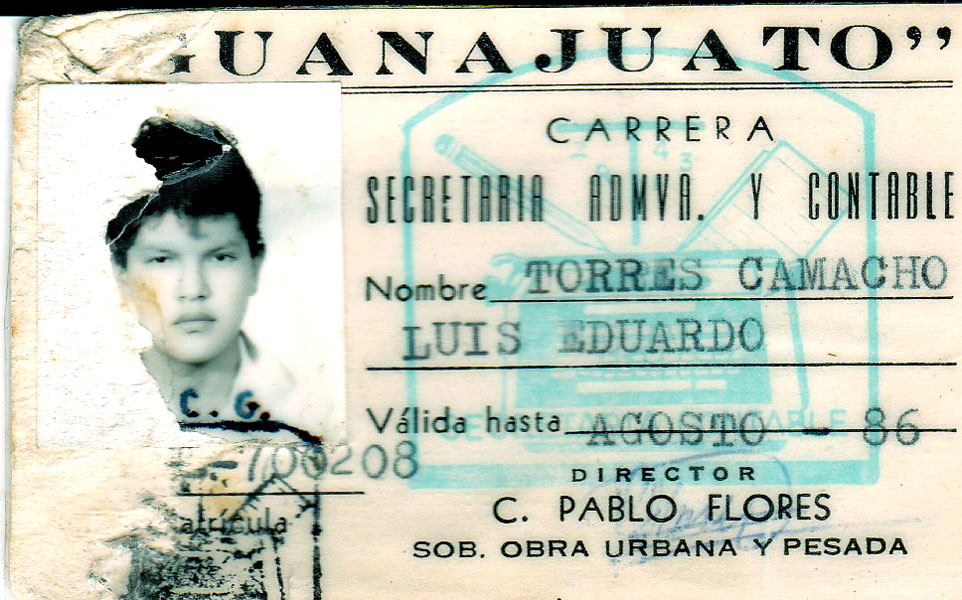 GUANAJUATO”
CARRERA
SECRETARIA ADMVA. Y CONTABLE
Nombre TORRES CAMACHO
LUIS EDUARDO
C. G.
Válida hasta AGOSTO - 86
-700208
atrícula
DIRECTOR
C. PABLO FLORES
SOB. OBRA URBANA Y PESADA